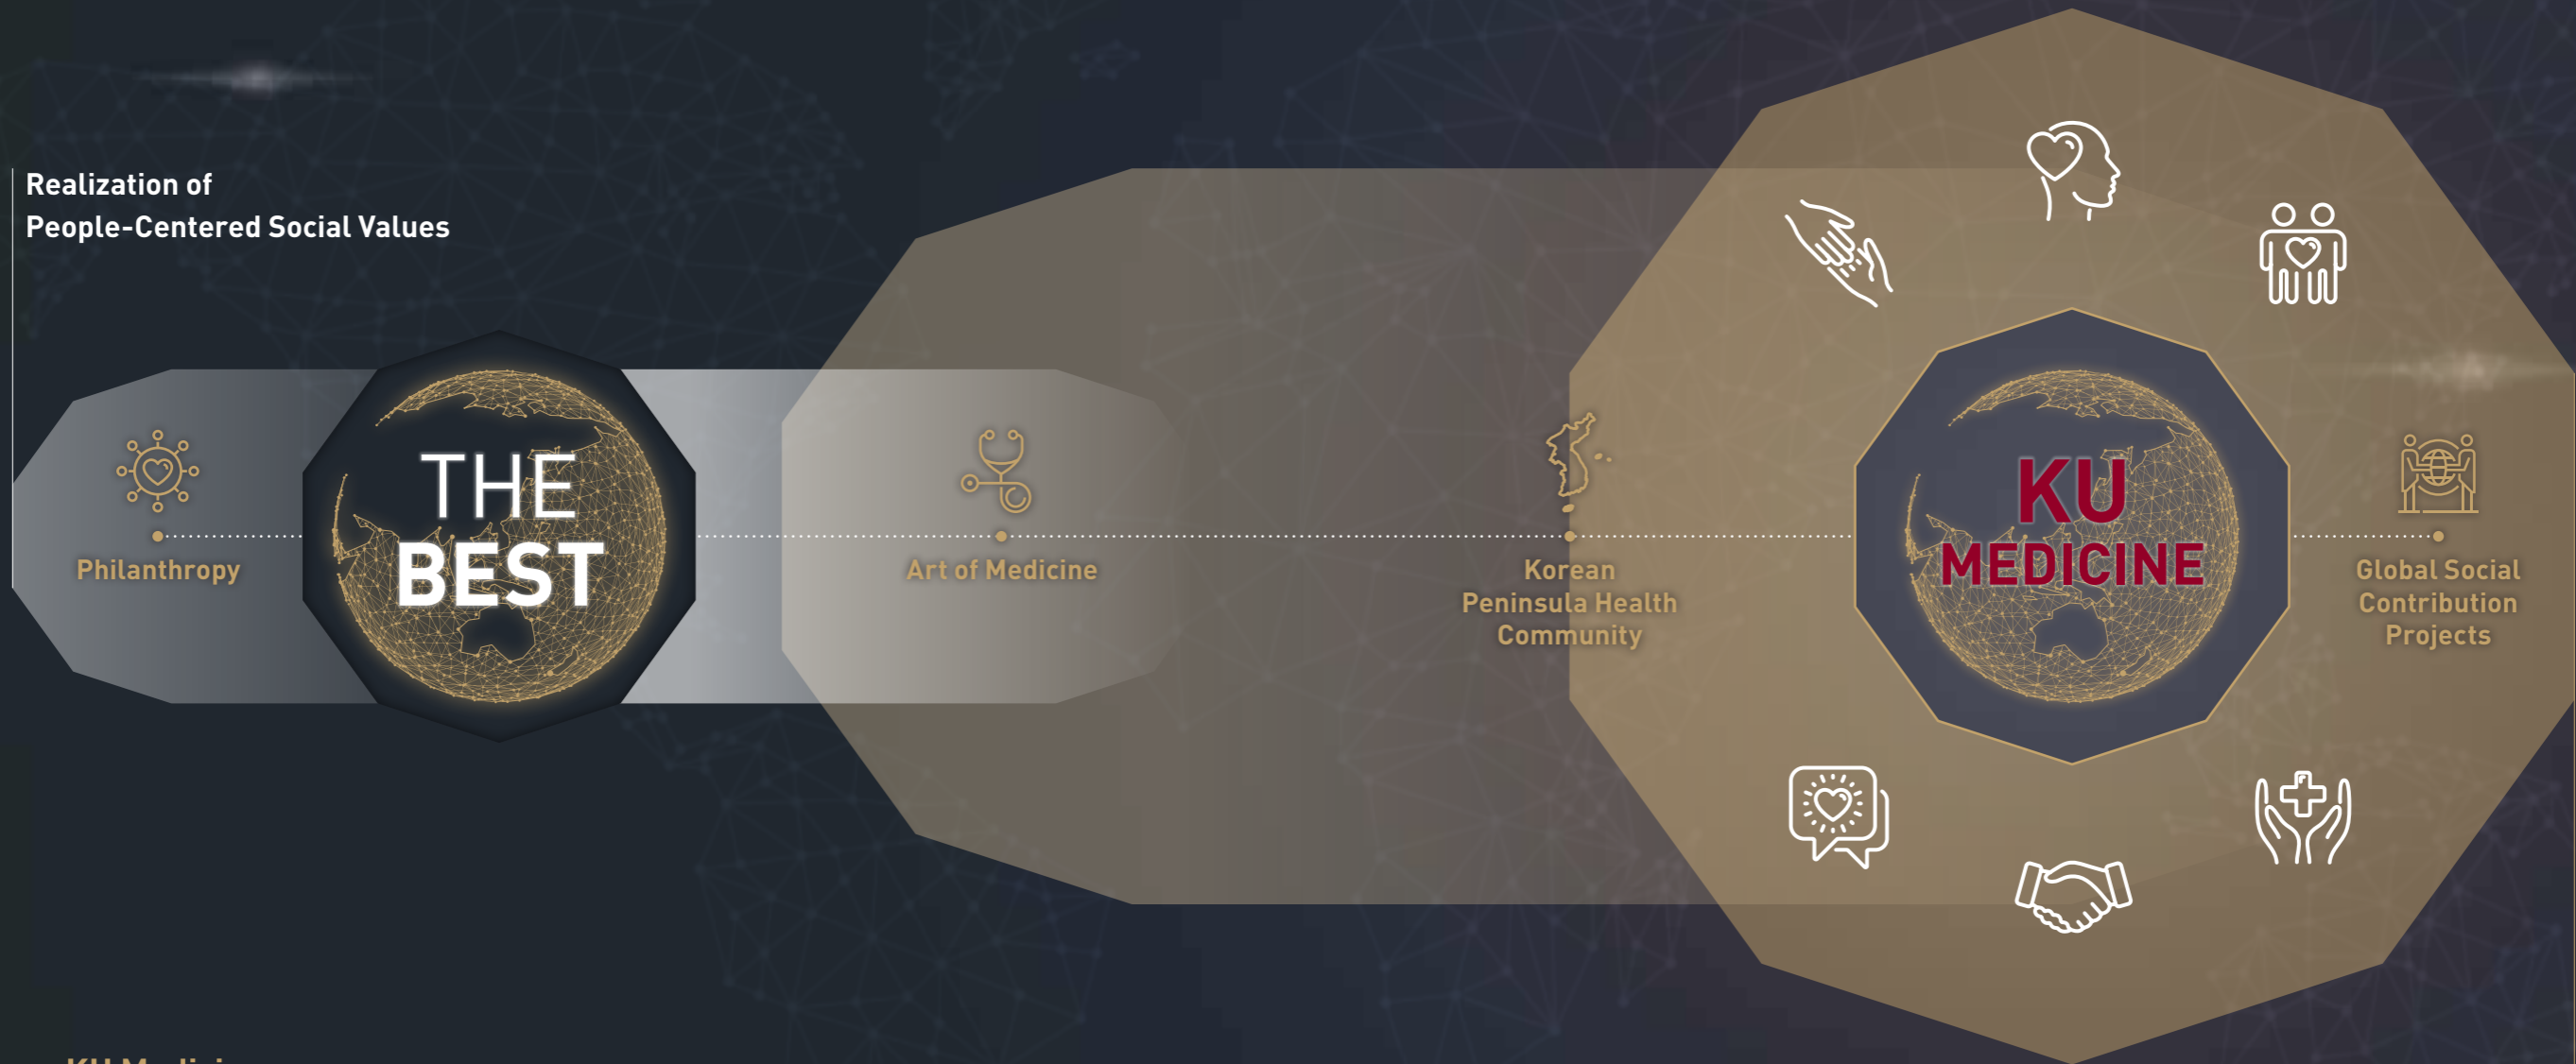 Realization of
People-Centered Social Values
Philanthropy
THE
BEST
Art of Medicine
Korean
Peninsula Health
Community
KU
MEDICINE
Global Social
Contribution
Projects